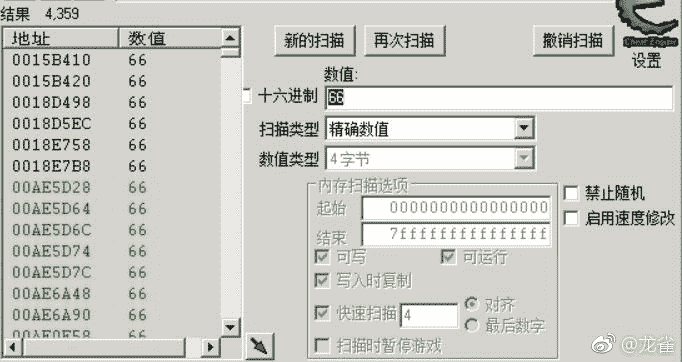 结果 4,359
地址 数值
0015B410 66
0015B420 66
0018D498 66
0018D5EC 66
0018E758 66
0018E7B8 66
00AE5D28 66
00AE5D64 66
00AE5D6C 66
00AE5D74 66
00AE5D7C 66
00AE6A48 66
00AE6A90 66
00AE0E58 66
新的扫描 再次扫描 撤销扫描
Cheat Engine
设置
数值:
十六进制 66
扫描类型 精确数值
数值类型 4 字节
内存扫描选项
起始 0000000000000000
结束 7fffffffffffffff
可写 可运行
写入时复制
快速扫描 4 对齐
最后数字
扫描时暂停游戏
禁止随机
启用速度修改
@龙雀